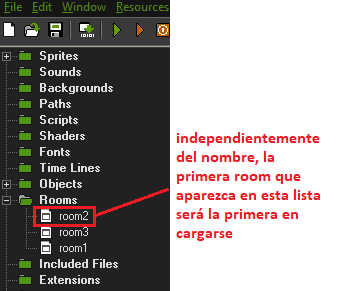 File Edit Window Resources
Sprites
Sounds
Backgrounds
Paths
Scripts
Shaders
Fonts
Time Lines
Objects
Rooms
room2
room3
room1
Included Files
Extensions
independientemente
del nombre, la
primera room que
aparezca en esta lista
será la primera en
cargarse